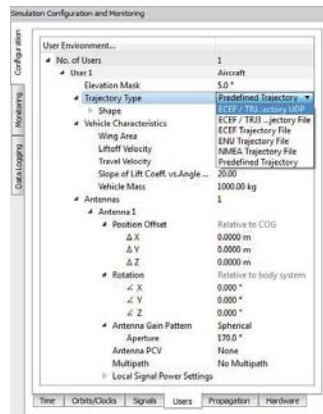 Simulation Configuration and Monitoring
Configuration
Monitoring
Data Logging
User Environment...
No. of Users 1
User 1 Aircraft
Elevation Mask 5.0 °
Trajectory Type Predefined Trajectory
ECEF / TRJ...ectory UDP
Shape ECEF / TRJ3 ...jectory File
Vehicle Characteristics ECEF Trajectory File
Wing Area ENU Trajectory File
Liftoff Velocity NMEA Trajectory File
Travel Velocity Predefined Trajectory
Slope of Lift Coeff. vs.Angle ... 20.00
Vehicle Mass 1000.00 kg
Antennas 1
Antenna 1
Position Offset Relative to COG
Δ X 0.0000 m
Δ Y 0.0000 m
Δ Z 0.0000 m
Rotation Relative to body system
∠ X 0.000 °
∠ Y 0.000 °
∠ Z 0.000 °
Antenna Gain Pattern Spherical
Aperture 170.0 °
Antenna PCV None
Multipath No Multipath
Local Signal Power Settings
Time Orbits/Clocks Signals Users Propagation Hardware